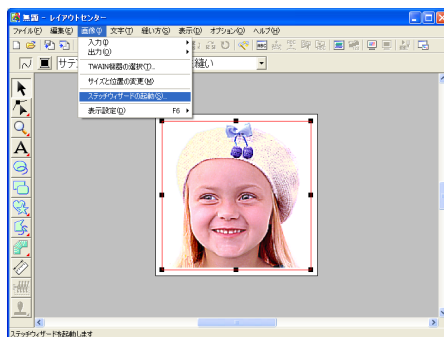 無題 - レイアウトセンター
ファイル(F) 編集(E) 画像(I) 文字(T) 縫い方(S) 表示(D) オプション(O) ヘルプ(H)
入力(I)
出力(O)
TWAIN機器の選択(T)...
サイズと位置の変更(M)
ステッチウィザードの起動(S)...
表示設定(D) F6
サテ
縫い
A
ステッチウィザードを起動します